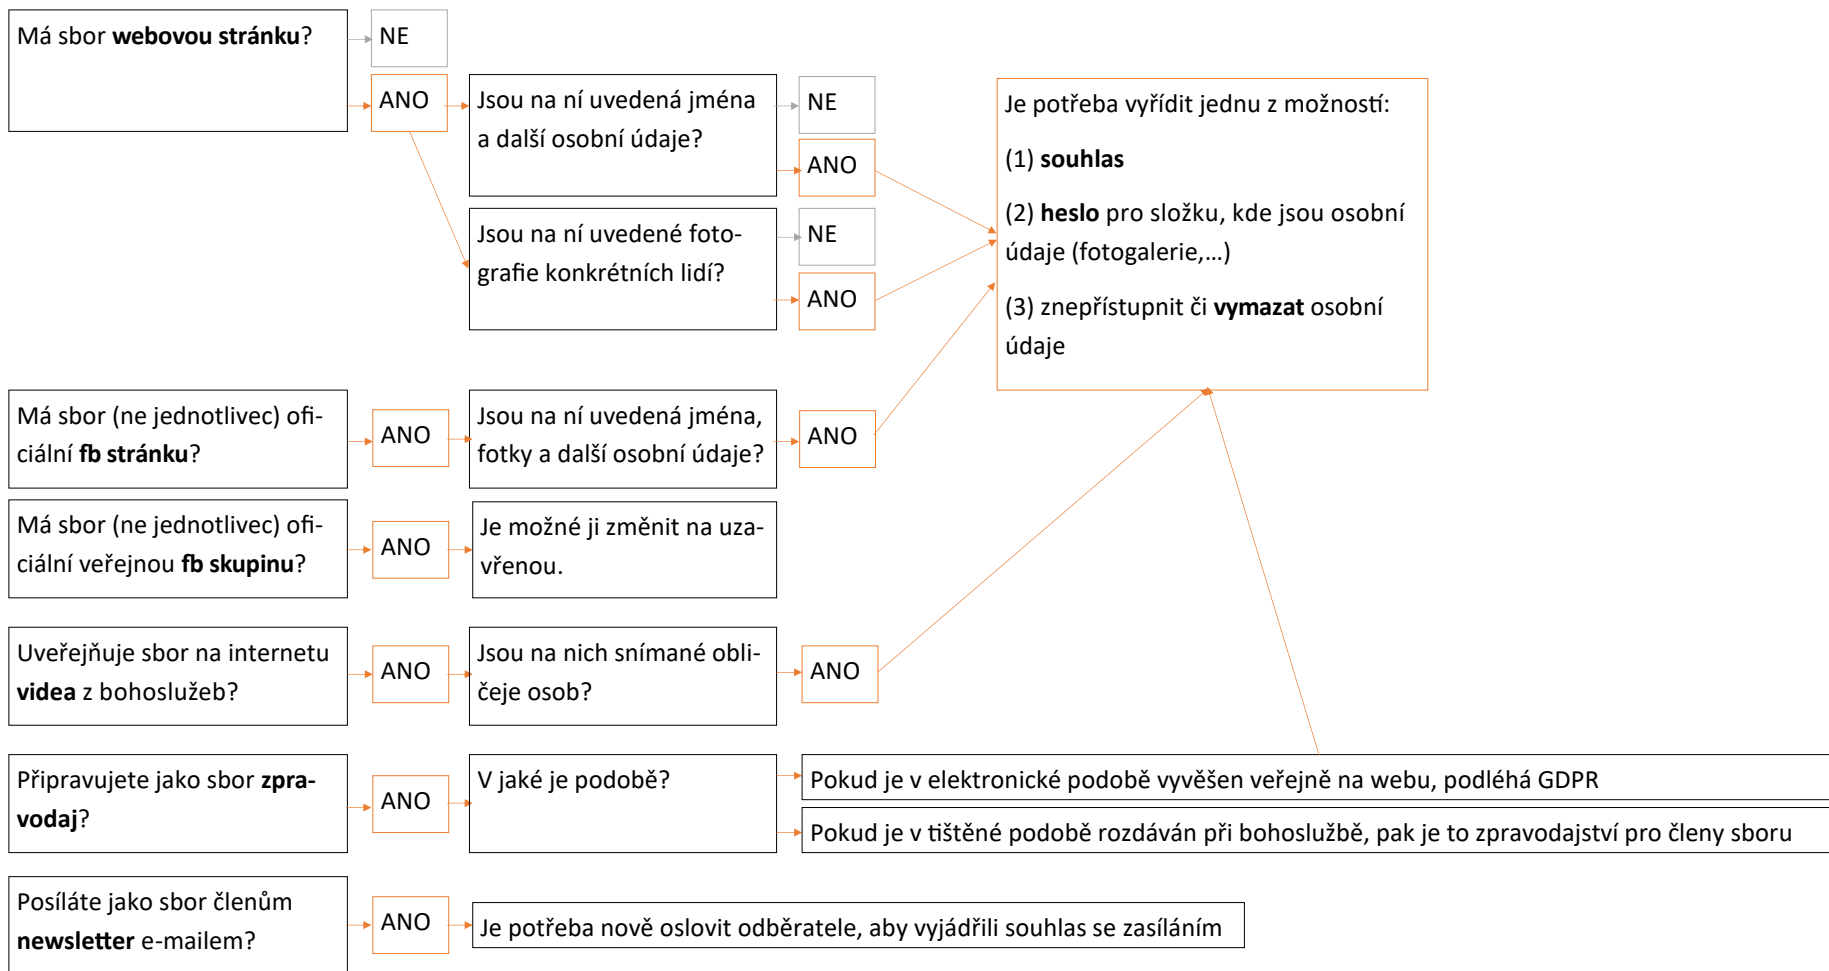 Má sbor webovou stránku?
NE
ANO
Jsou na ní uvedená jména
a další osobní údaje?
NE
ANO
Jsou na ní uvedené foto-
grafie konkrétních lidí?
NE
ANO
Je potřeba vyřídit jednu z možností:
(1) souhlas
(2) heslo pro složku, kde jsou osobní
údaje (fotogalerie,...)
(3) znepřístupnit či vymazat osobní
údaje
Má sbor (ne jednotlivec) ofi-
ciální fb stránku?
ANO
Jsou na ní uvedená jména,
fotky a další osobní údaje?
ANO
Má sbor (ne jednotlivec) ofi-
ciální veřejnou fb skupinu?
ANO
Je možné ji změnit na uza-
vřenou.
Uveřejňuje sbor na internetu
videa z bohoslužeb?
ANO
Jsou na nich snímané obli-
čeje osob?
ANO
Připravujete jako sbor zpra-
vodaj?
ANO
V jaké je podobě?
Pokud je v elektronické podobě vyvěšen veřejně na webu, podléhá GDPR
Pokud je v tištěné podobě rozdáván při bohoslužbě, pak je to zpravodajství pro členy sboru
Posíláte jako sbor členům
newsletter e-mailem?
ANO
Je potřeba nově oslovit odběratele, aby vyjádřili souhlas se zasíláním